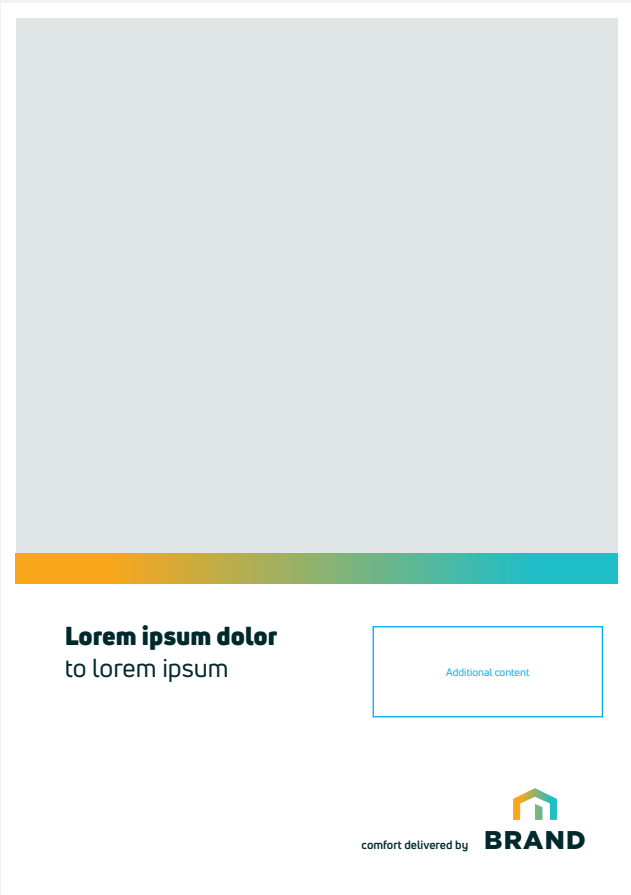 Lorem ipsum dolor
to lorem ipsum
Additional content
comfort delivered by BRAND